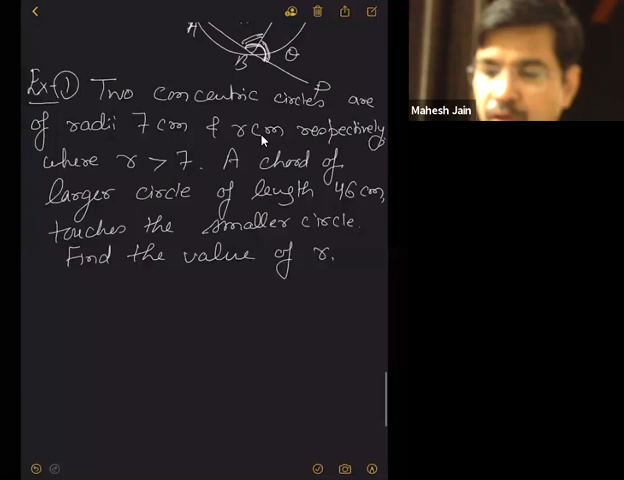 A
B
O
P
Ex-1) Two concentric circles are
of radii 7 cm & r cm respectively,
where r > 7. A chord of
larger circle of length 46 cm,
touches the smaller circle.
Find the value of r.
Mahesh Jain